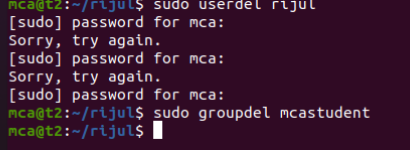 mca@t2:~/rijul$ sudo userdel rijul
[sudo] password for mca:
Sorry, try again.
[sudo] password for mca:
Sorry, try again.
[sudo] password for mca:
mca@t2:~/rijul$ sudo groupdel mcastudent
mca@t2:~/rijul$